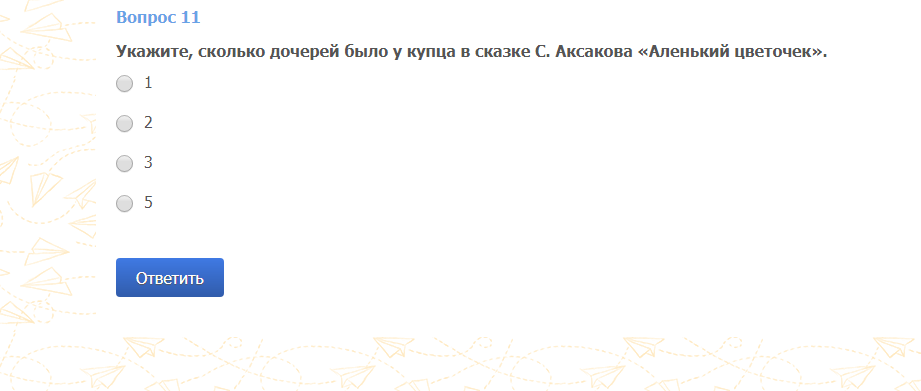 Вопрос 11
Укажите, сколько дочерей было у купца в сказке С. Аксакова «Аленький цветочек».
1
2
3
5
Ответить